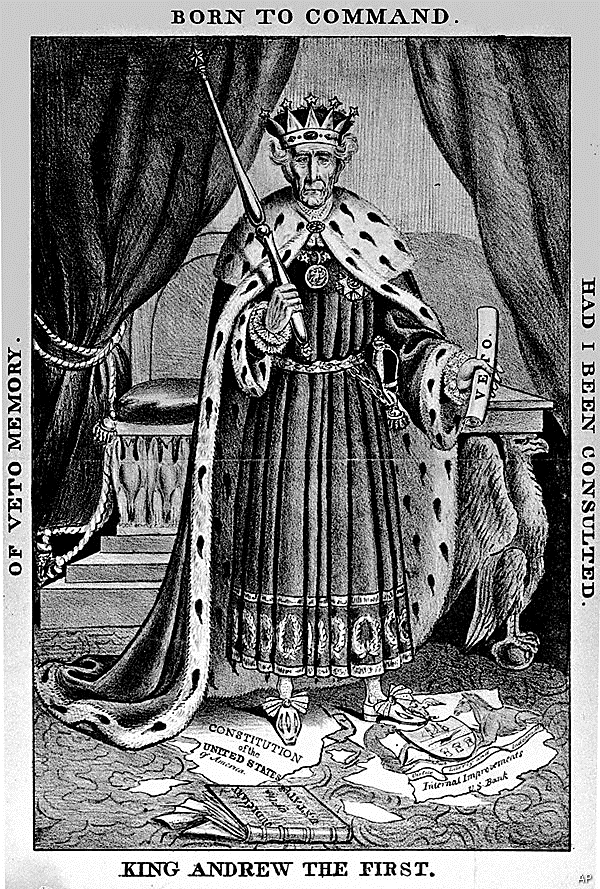 BORN TO COMMAND.
OF VETO MEMORY.
HAD I BEEN CONSULTED.
VETO.
CONSTITUTION
of the
UNITED STATES
of America.
Internal Improvements
U.S. Bank
KING ANDREW THE FIRST.
AP